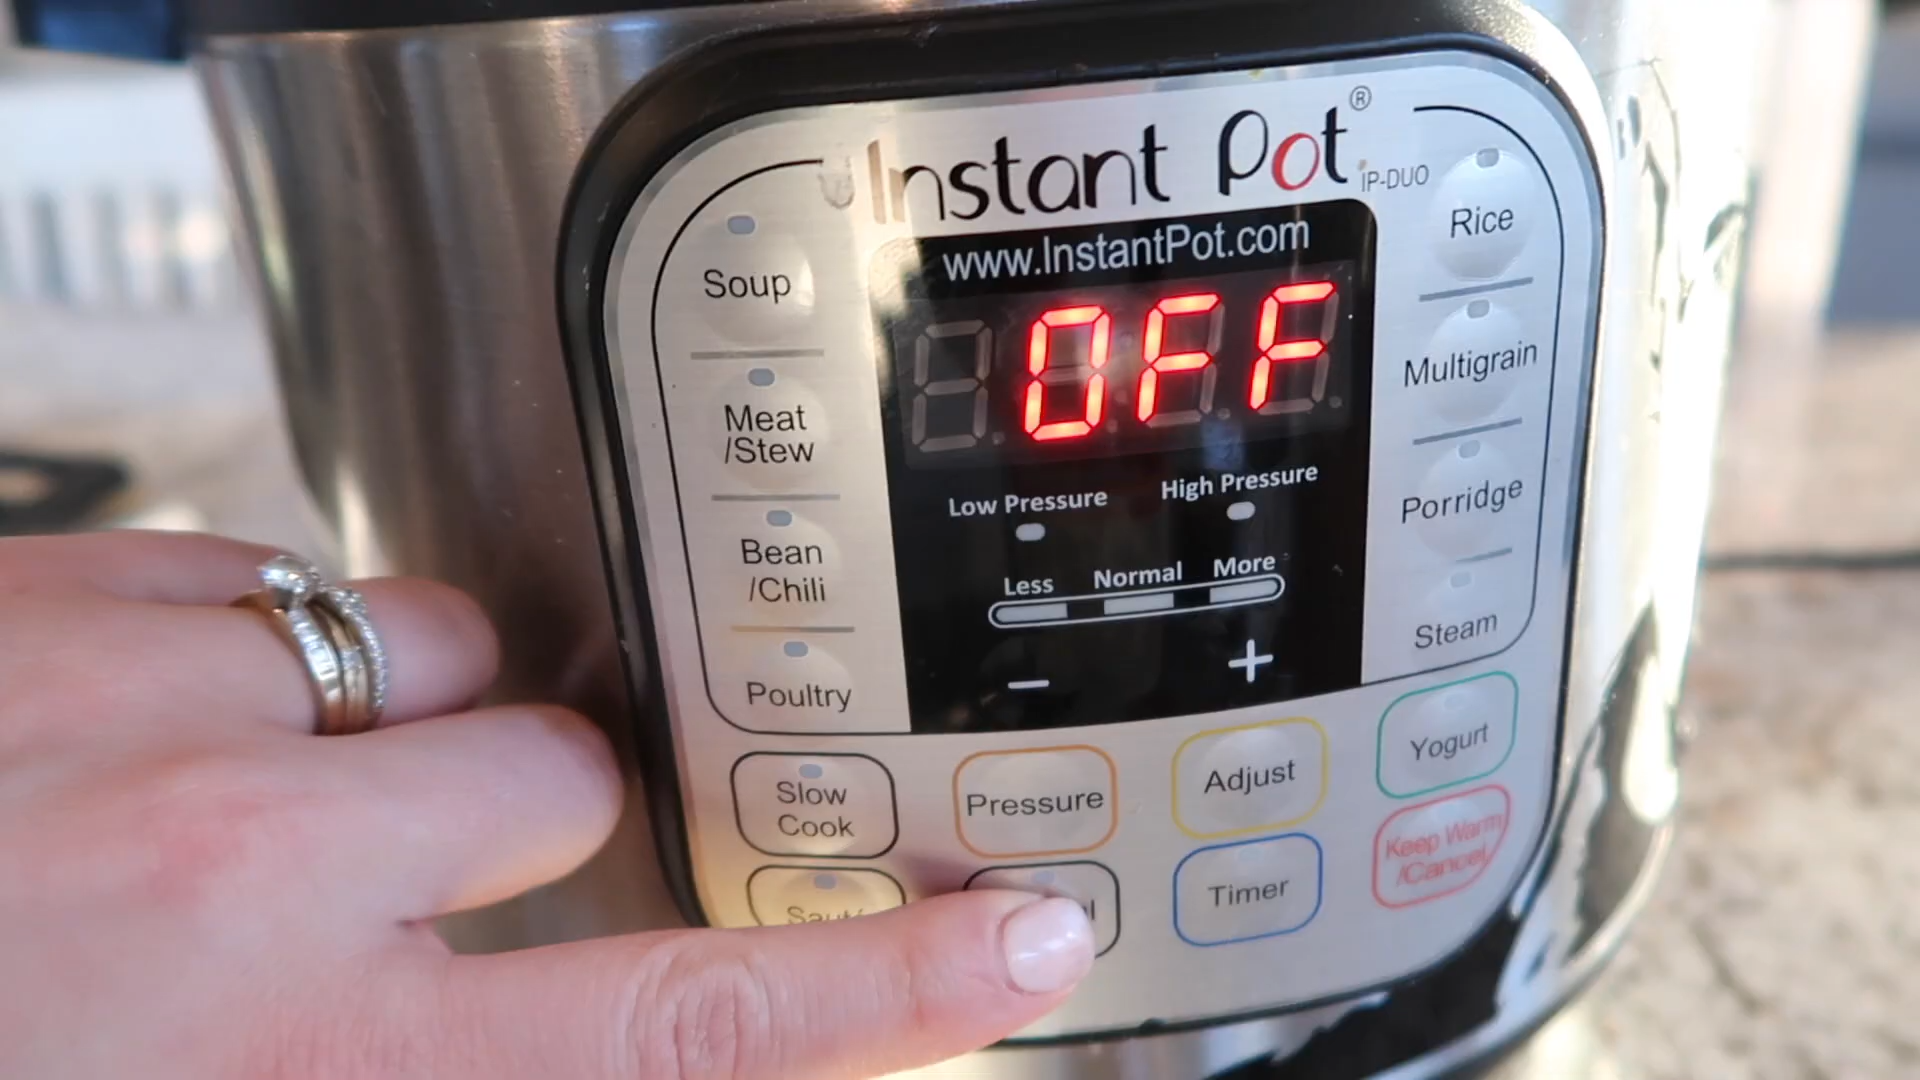 Instant Pot®
IP-DUO
www.InstantPot.com
OFF
Low Pressure
High Pressure
Less Normal More
−
+
Soup
Meat
/Stew
Bean
/Chili
Poultry
Rice
Multigrain
Porridge
Steam
Slow
Cook
Pressure
Adjust
Yogurt
Timer
Keep Warm
/Cancel